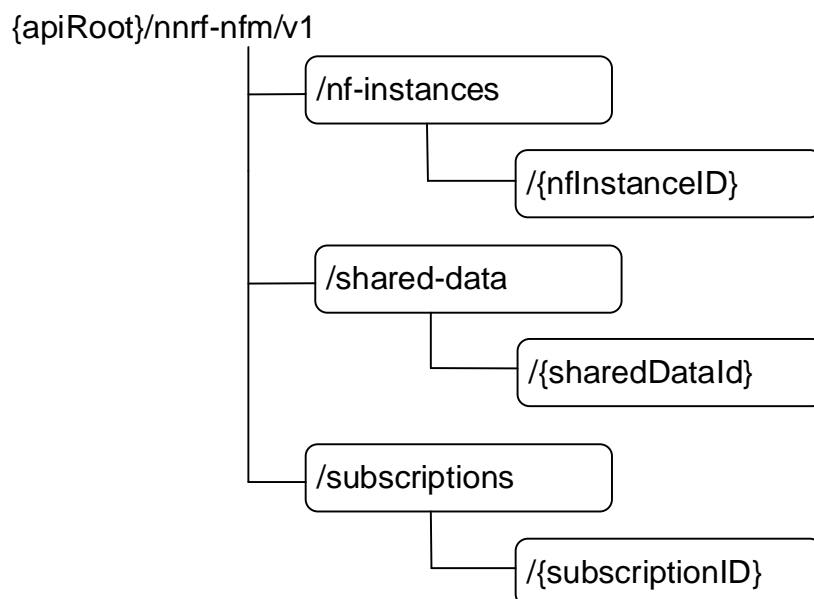 {apiRoot}/nnrf-nfm/v1
/nf-instances
/{nfInstanceID}
/shared-data
/{sharedDataId}
/subscriptions
/{subscriptionID}